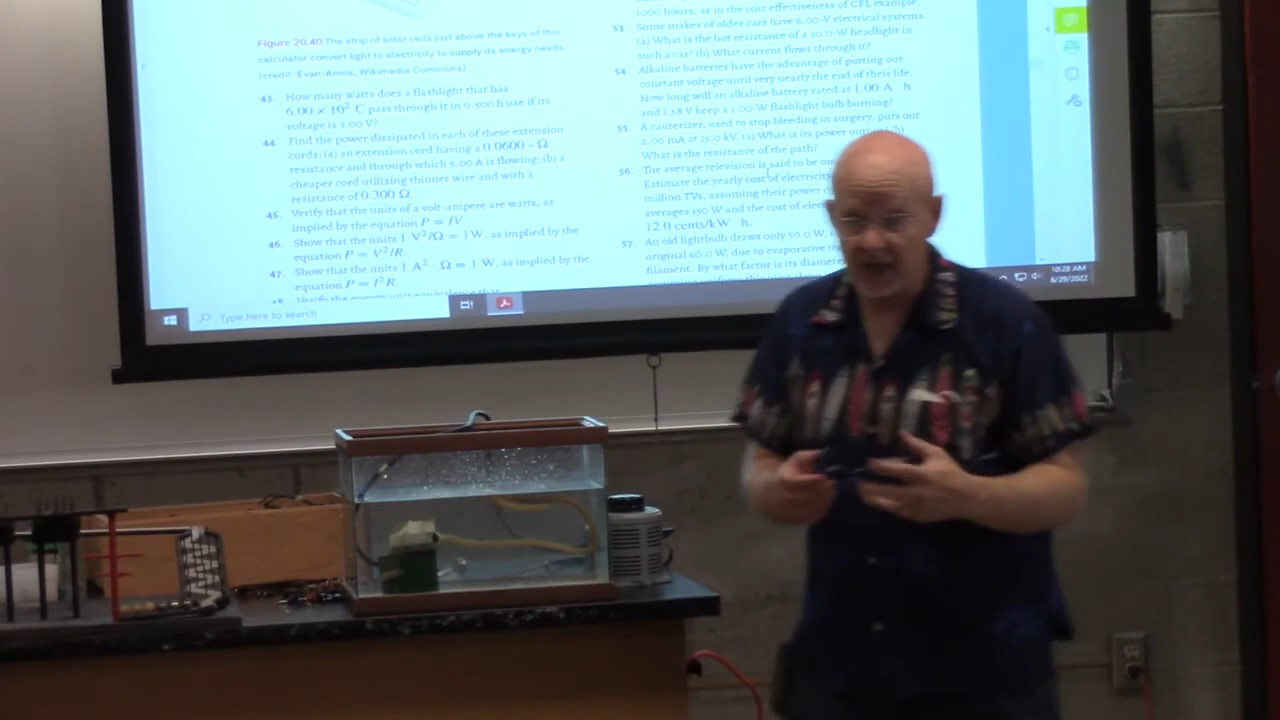 Figure 20.40 The strip of solar cells just above the keys of this
calculator convert light to electricity to supply its energy needs.
(credit: Evan-Amos, Wikimedia Commons)
43. How many watts does a flashlight that has
6.00 × 10² C pass through it in 0.500 h use if its
voltage is 3.00 V?
44. Find the power dissipated in each of these extension
cords: (a) an extension cord having a 0.0600 - Ω
resistance and through which 5.00 A is flowing; (b) a
cheaper cord utilizing thinner wire and with a
resistance of 0.300 Ω.
45. Verify that the units of a volt-ampere are watts, as
implied by the equation P = IV.
46. Show that the units 1 V²/Ω = 1W, as implied by the
equation P = V²/R.
47. Show that the units 1 A² · Ω = 1 W, as implied by the
equation P = I²R.
48. Verify the energy unit equivalence that
1000 hours, as in the cost effectiveness of CFL example.
53. Some makes of older cars have 6.00-V electrical systems.
(a) What is the hot resistance of a 30.0-W headlight in
such a car? (b) What current flows through it?
54. Alkaline batteries have the advantage of putting out
constant voltage until very nearly the end of their life.
How long will an alkaline battery rated at 1.00 A · h
and 1.58 V keep a 1.00-W flashlight bulb burning?
55. A cauterizer, used to stop bleeding in surgery, puts out
2.00 mA at 15.0 kV. (a) What is its power (b)
What is the resistance of the path?
56. The average television is said to be on
Estimate the yearly cost of electricity
million TVs, assuming their power
averages 150 W and the cost of
12.0 cents/kW · h.
57. An old lightbulb draws only 50.0 W,
original 60.0 W, due to evaporative
filament. By what factor is its
Type here to search
10:28 AM
6/29/2022